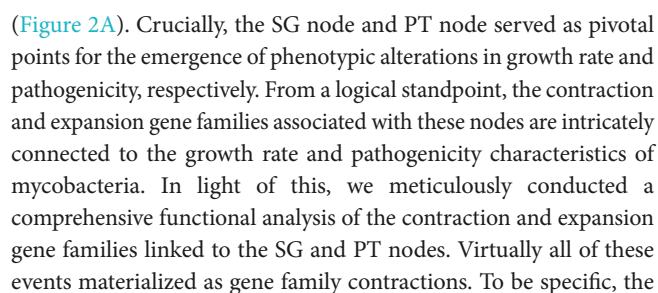 (Figure 2A). Crucially, the SG node and PT node served as pivotal
points for the emergence of phenotypic alterations in growth rate and
pathogenicity, respectively. From a logical standpoint, the contraction
and expansion gene families associated with these nodes are intricately
connected to the growth rate and pathogenicity characteristics of
mycobacteria. In light of this, we meticulously conducted a
comprehensive functional analysis of the contraction and expansion
gene families linked to the SG and PT nodes. Virtually all of these
events materialized as gene family contractions. To be specific, the